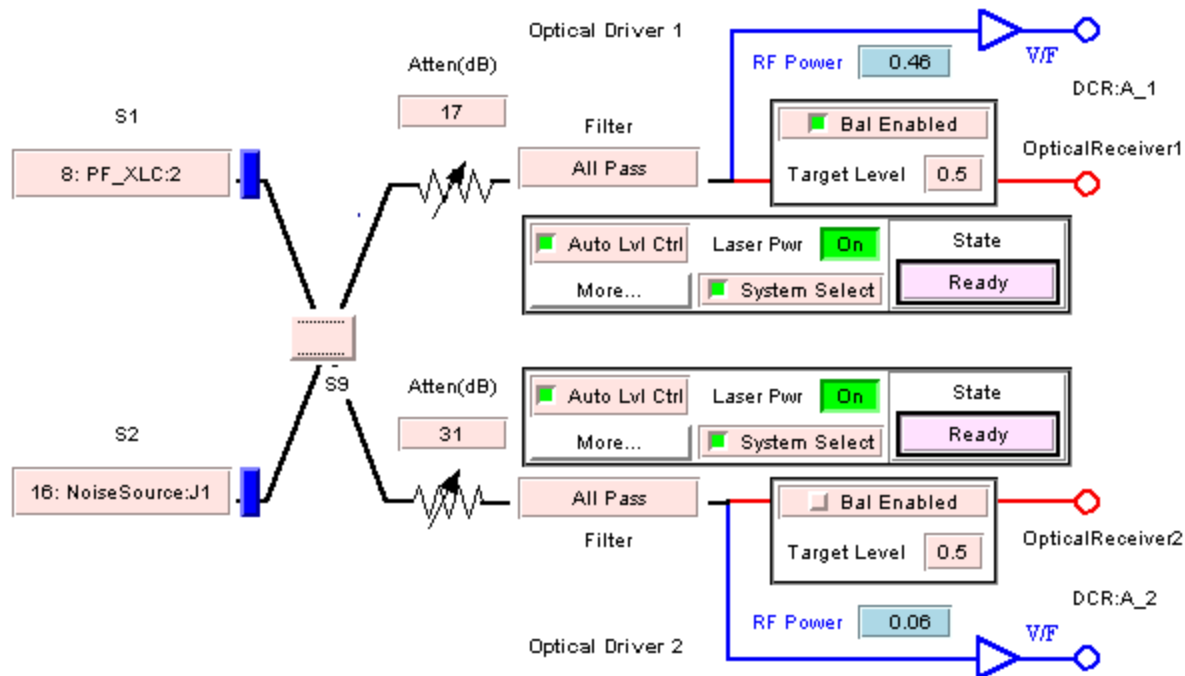 Optical Driver 1
RF Power 0.46
V/F
Atten(dB)
DCR:A_1
17
S1
Filter
Bal Enabled
OpticalReceiver1
8: PF_XLC:2
All Pass
Target Level 0.5
Auto Lvl Ctrl Laser Pwr On State
More... System Select Ready
S9
Atten(dB)
Auto Lvl Ctrl Laser Pwr On State
S2
31
More... System Select Ready
16: NoiseSource:J1
All Pass
Bal Enabled
Filter
Target Level 0.5
OpticalReceiver2
DCR:A_2
RF Power 0.06
V/F
Optical Driver 2